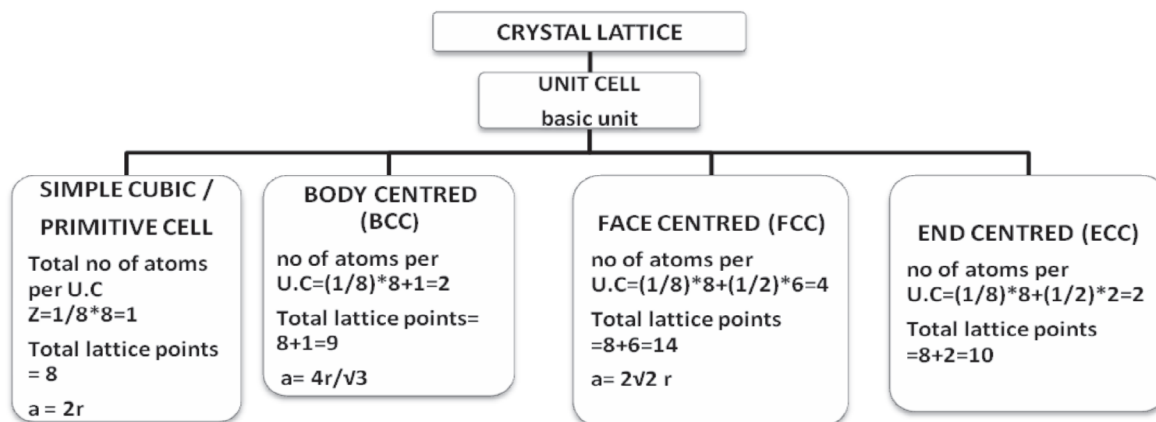 CRYSTAL LATTICE
UNIT CELL
basic unit
SIMPLE CUBIC /
PRIMITIVE CELL
Total no of atoms
per U.C
Z=1/8*8=1
Total lattice points
= 8
a = 2r
BODY CENTRED
(BCC)
no of atoms per
U.C=(1/8)*8+1=2
Total lattice points=
8+1=9
a= 4r/√3
FACE CENTRED (FCC)
no of atoms per
U.C=(1/8)*8+(1/2)*6=4
Total lattice points
=8+6=14
a= 2√2 r
END CENTRED (ECC)
no of atoms per
U.C=(1/8)*8+(1/2)*2=2
Total lattice points
=8+2=10